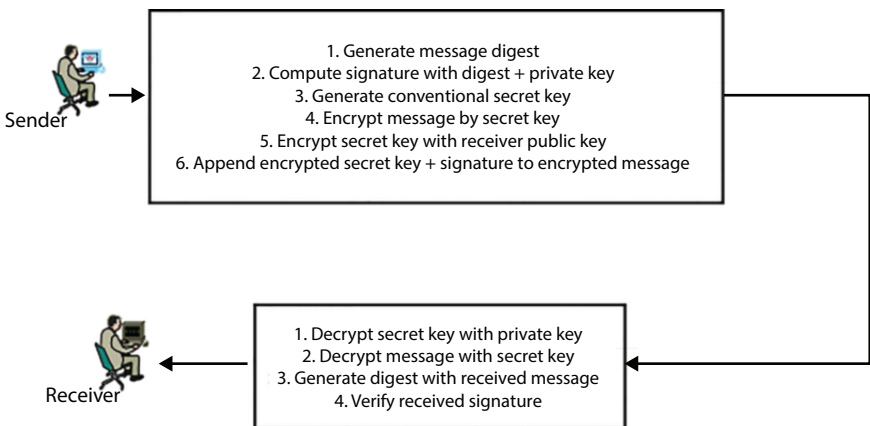 1. Generate message digest
2. Compute signature with digest + private key
3. Generate conventional secret key
4. Encrypt message by secret key
5. Encrypt secret key with receiver public key
6. Append encrypted secret key + signature to encrypted message
Sender
1. Decrypt secret key with private key
2. Decrypt message with secret key
3. Generate digest with received message
4. Verify received signature
Receiver